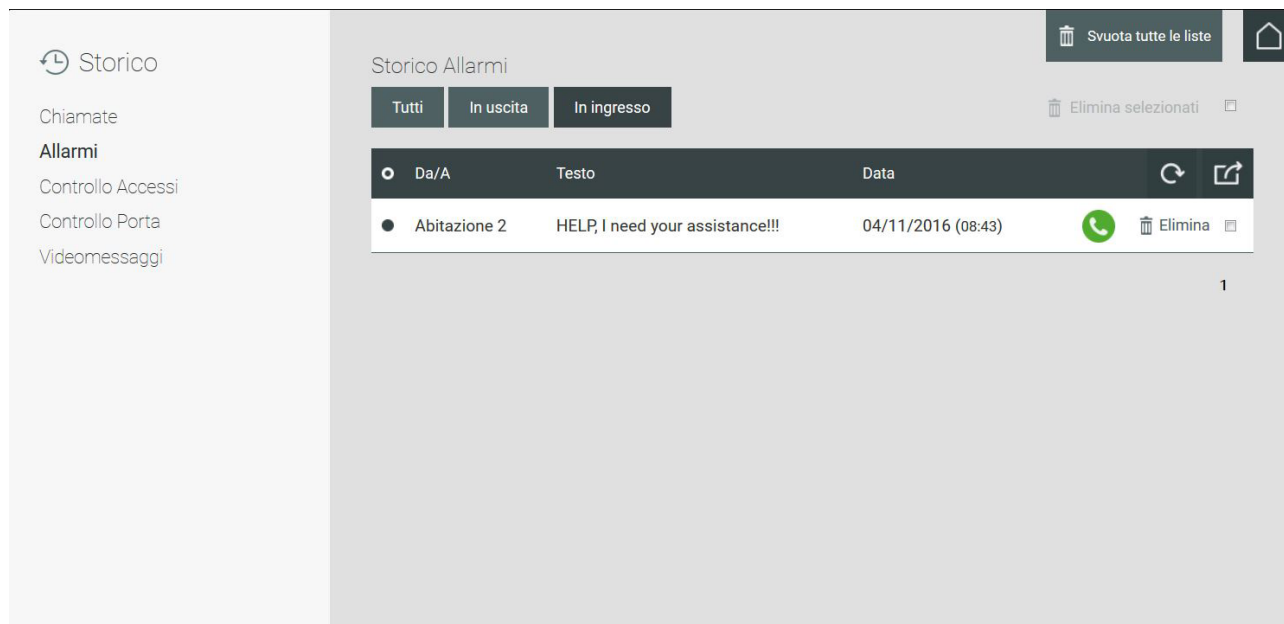 Svuota tutte le liste
Storico
Storico Allarmi
Tutti In uscita In ingresso
Elimina selezionati
Chiamate
Allarmi
Controllo Accessi
Controllo Porta
Videomessaggi
Da/A Testo Data
Abitazione 2 HELP, I need your assistance!!! 04/11/2016 (08:43) Elimina
1